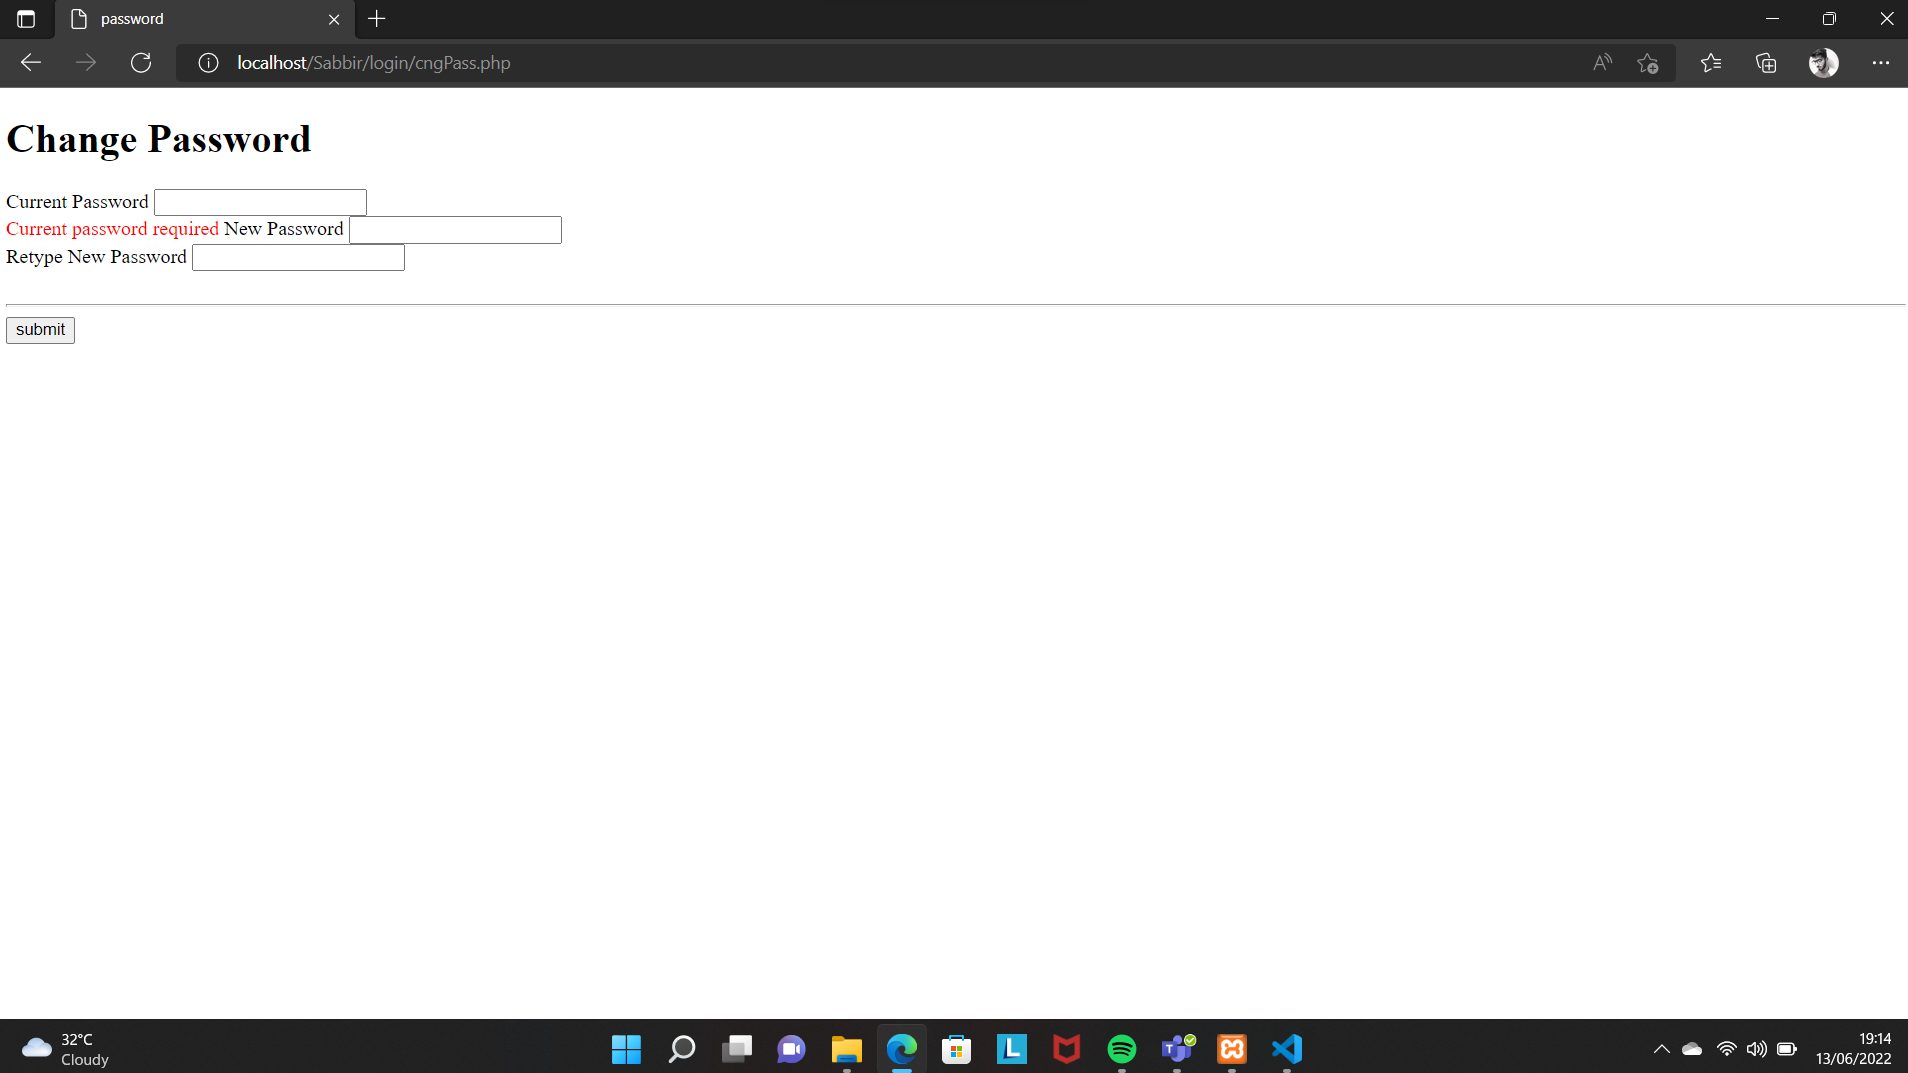 password
localhost/Sabbir/login/cngPass.php
Change Password
Current Password
Current password required New Password
Retype New Password
submit
32°C
Cloudy
19:14
13/06/2022